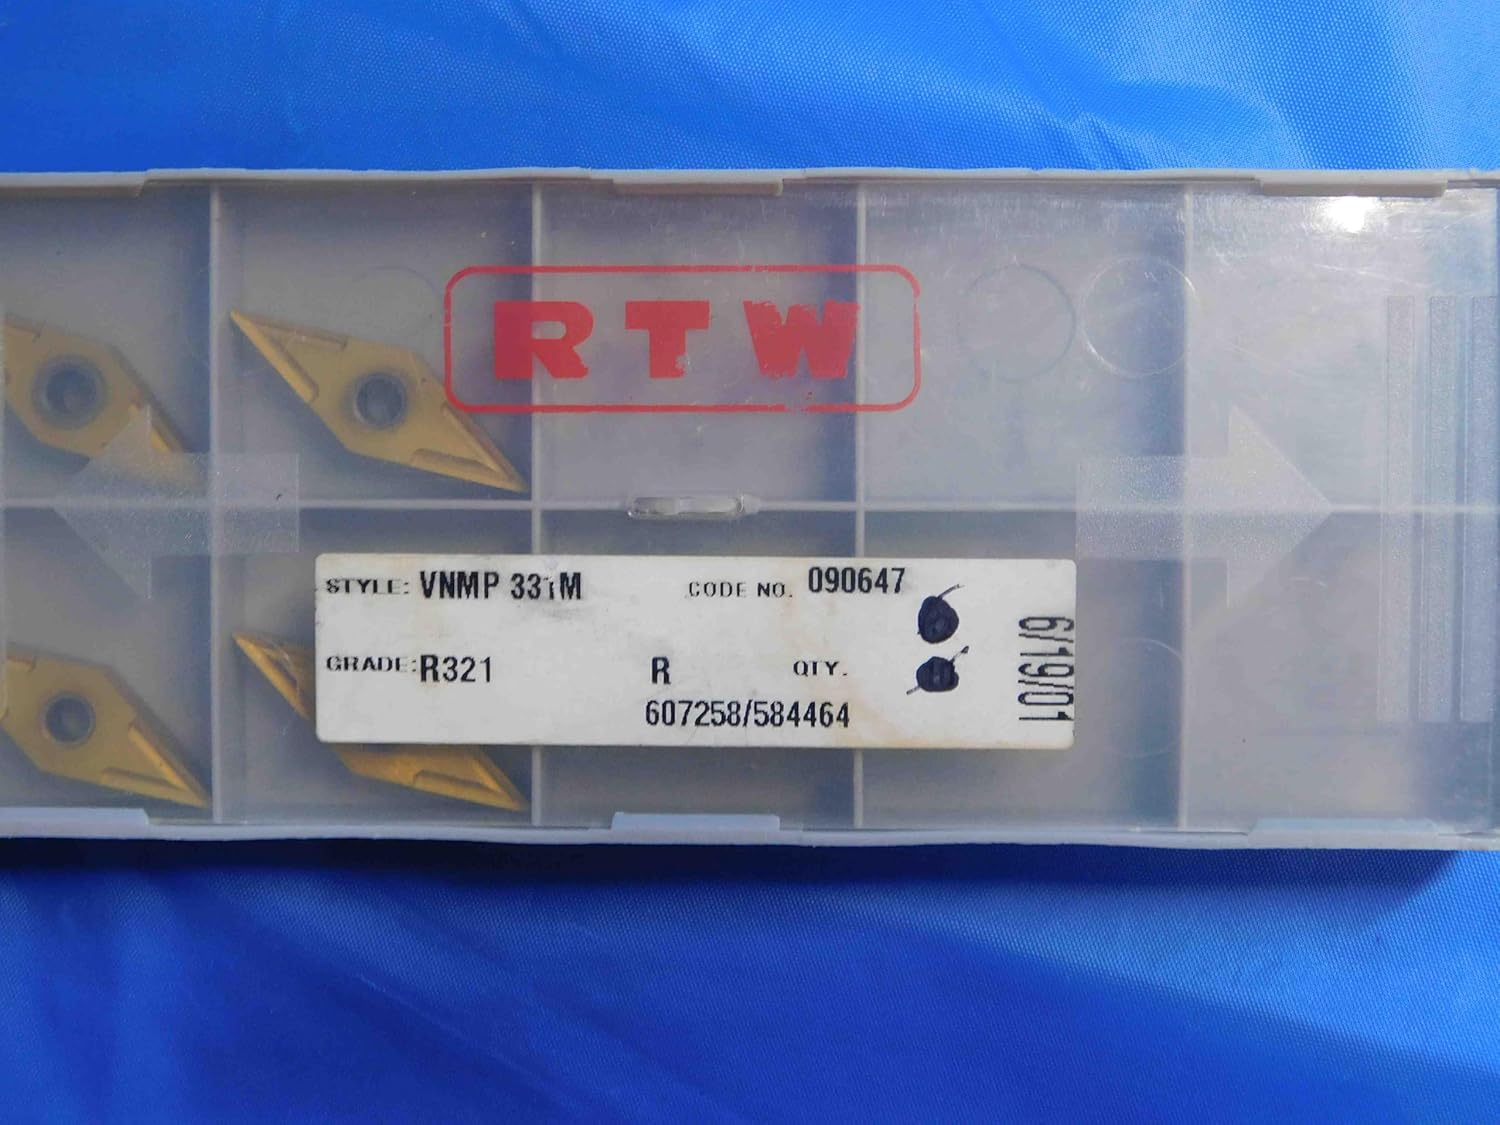 RTW
STYLE: VNMP 331M CODE NO. 090647
GRADE: R321 R QTY.
607258/584464
6/19/01